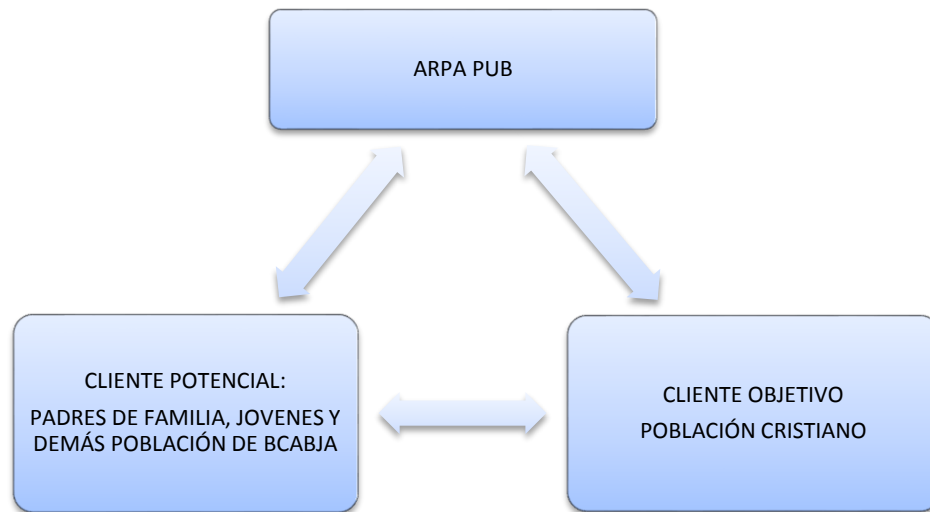 ARPA PUB
CLIENTE POTENCIAL:
PADRES DE FAMILIA, JOVENES Y
DEMÁS POBLACIÓN DE BCABJA
CLIENTE OBJETIVO
POBLACIÓN CRISTIANO